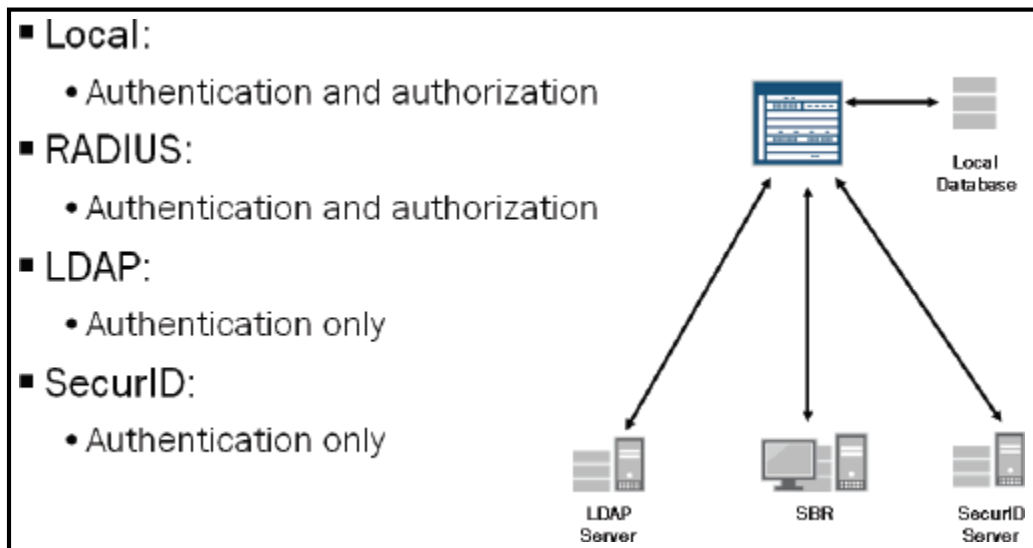 ▪ Local:
• Authentication and authorization
▪ RADIUS:
• Authentication and authorization
▪ LDAP:
• Authentication only
▪ SecurID:
• Authentication only
Local
Database
LDAP
Server
SBR
SecurID
Server